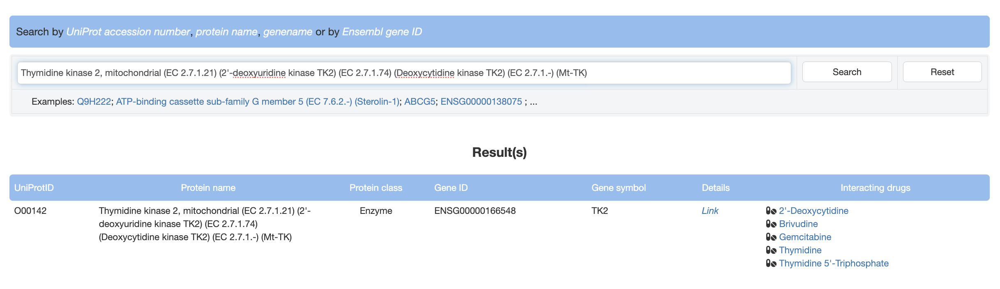 Search by UniProt accession number, protein name, genename or by Ensembl gene ID
Thymidine kinase 2, mitochondrial (EC 2.7.1.21) (2'-deoxyuridine kinase TK2) (EC 2.7.1.74) (Deoxycytidine kinase TK2) (EC 2.7.1.-) (Mt-TK)
Search
Reset
Examples: Q9H222; ATP-binding cassette sub-family G member 5 (EC 7.6.2.-) (Sterolin-1); ABCG5; ENSG00000138075 ; ...
Result(s)
UniProtID Protein name Protein class Gene ID Gene symbol Details Interacting drugs
O00142 Thymidine kinase 2, mitochondrial (EC 2.7.1.21) (2'- Enzyme ENSG00000166548 TK2 Link 2'-Deoxycytidine
deoxyuridine kinase TK2) (EC 2.7.1.74) Brivudine
(Deoxycytidine kinase TK2) (EC 2.7.1.-) (Mt-TK) Gemcitabine
Thymidine
Thymidine 5'-Triphosphate